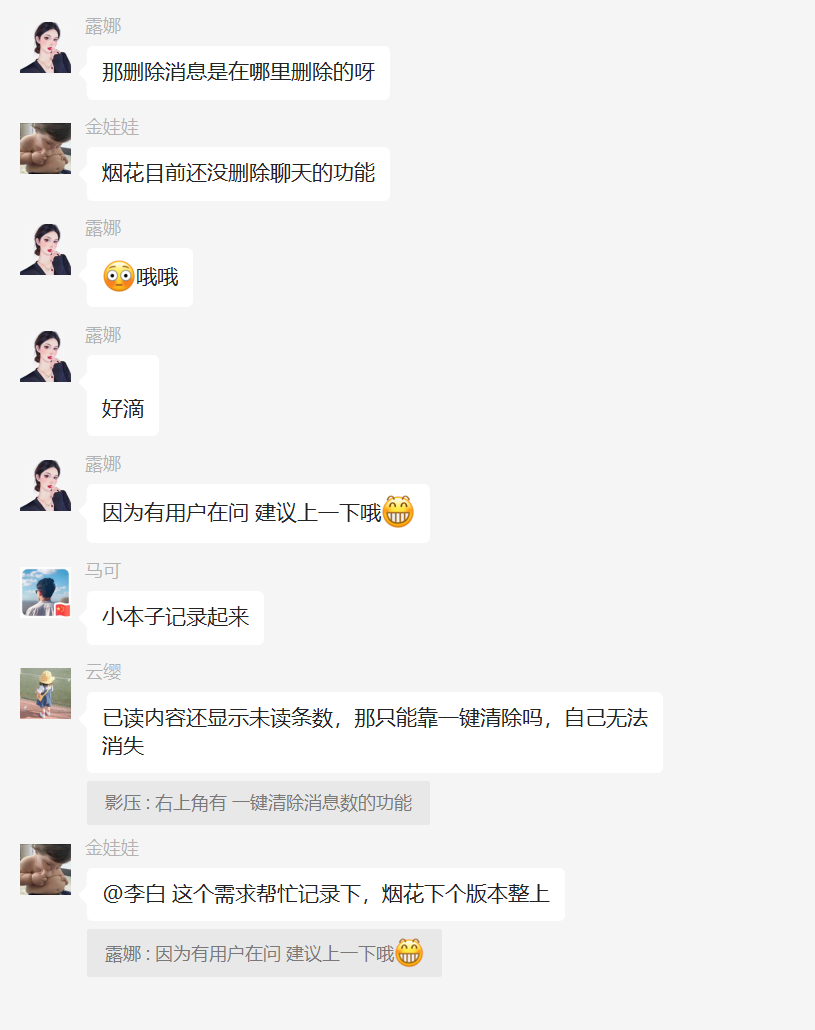 露娜
那删除消息是在哪里删除的呀
金娃娃
烟花目前还没删除聊天的功能
露娜
😳哦哦
露娜
好滴
露娜
因为有用户在问 建议上一下哦😁
马可
小本子记录起来
云缨
已读内容还显示未读条数，那只能靠一键清除吗，自己无法
消失
影压 : 右上角有 一键清除消息数的功能
金娃娃
@李白 这个需求帮忙记录下，烟花下个版本整上
露娜 : 因为有用户在问 建议上一下哦😁